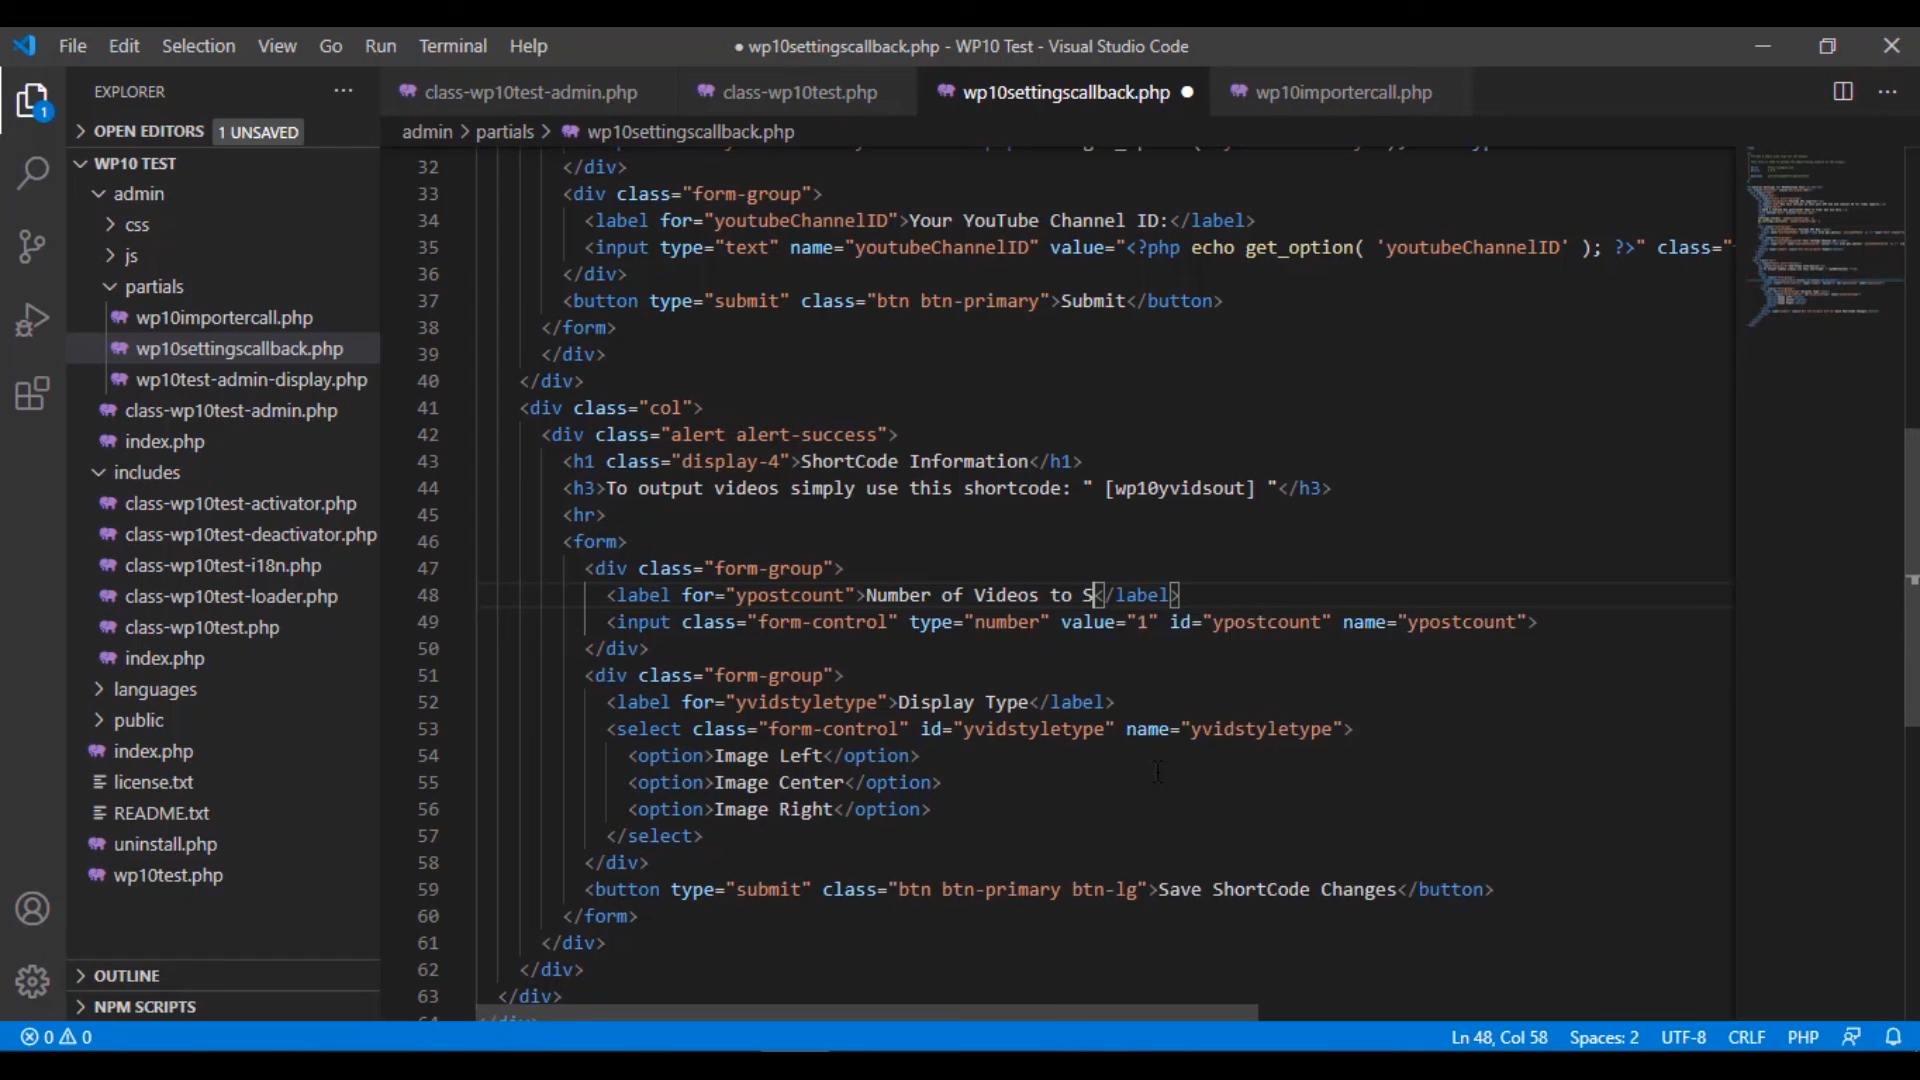 File Edit Selection View Go Run Terminal Help
● wp10settingscallback.php - WP10 Test - Visual Studio Code
EXPLORER
class-wp10test-admin.php class-wp10test.php wp10settingscallback.php ● wp10importercall.php
OPEN EDITORS 1 UNSAVED
admin > partials > wp10settingscallback.php
WP10 TEST
admin
css
js
partials
wp10importercall.php
wp10settingscallback.php
wp10test-admin-display.php
class-wp10test-admin.php
index.php
includes
class-wp10test-activator.php
class-wp10test-deactivator.php
class-wp10test-i18n.php
class-wp10test-loader.php
class-wp10test.php
index.php
languages
public
index.php
license.txt
README.txt
uninstall.php
wp10test.php
OUTLINE
NPM SCRIPTS
32 </div>
33 <div class="form-group">
34 <label for="youtubeChannelID">Your YouTube Channel ID:</label>
35 <input type="text" name="youtubeChannelID" value="<?php echo get_option( 'youtubeChannelID' ); ?>" class="
36 </div>
37 <button type="submit" class="btn btn-primary">Submit</button>
38 </form>
39 </div>
40 </div>
41 <div class="col">
42 <div class="alert alert-success">
43 <h1 class="display-4">ShortCode Information</h1>
44 <h3>To output videos simply use this shortcode: " [wp10yvidsout] "</h3>
45 <hr>
46 <form>
47 <div class="form-group">
48 <label for="ypostcount">Number of Videos to S</label>
49 <input class="form-control" type="number" value="1" id="ypostcount" name="ypostcount">
50 </div>
51 <div class="form-group">
52 <label for="yvidstyletype">Display Type</label>
53 <select class="form-control" id="yvidstyletype" name="yvidstyletype">
54 <option>Image Left</option>
55 <option>Image Center</option>
56 <option>Image Right</option>
57 </select>
58 </div>
59 <button type="submit" class="btn btn-primary btn-lg">Save ShortCode Changes</button>
60 </form>
61 </div>
62 </div>
63 </div>
0 0
Ln 48, Col 58 Spaces: 2 UTF-8 CRLF PHP
1